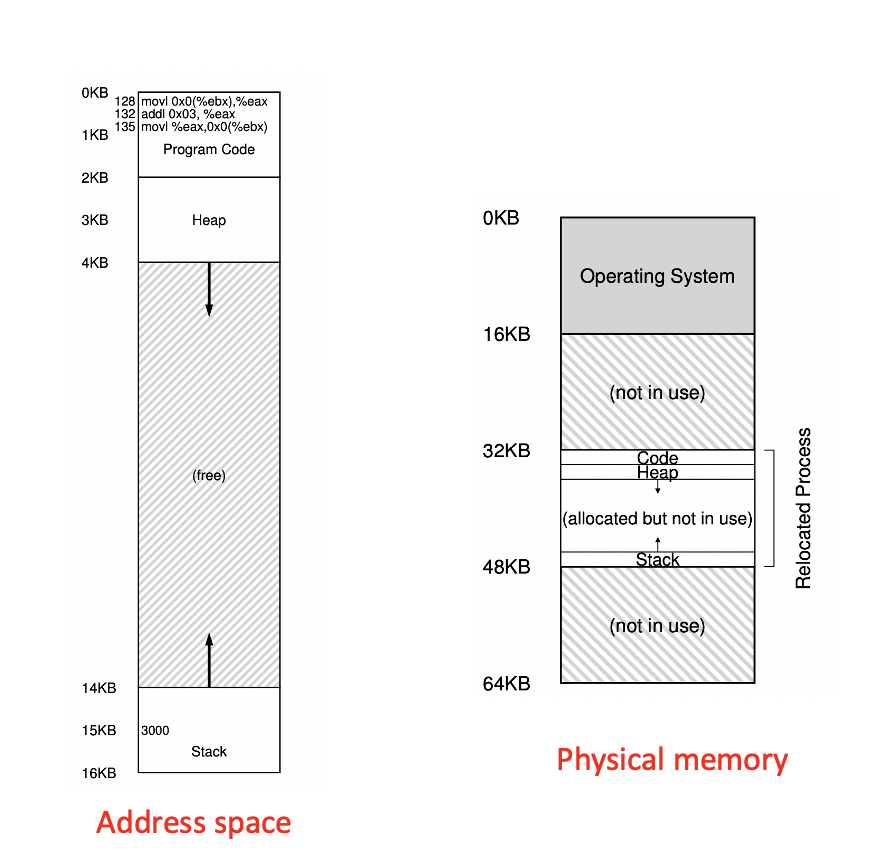 0KB
128 movl 0x0(%ebx),%eax
132 addl 0x03, %eax
135 movl %eax,0x0(%ebx)
1KB
Program Code
2KB
3KB
Heap
4KB
(free)
14KB
15KB
3000
Stack
16KB
Address space
0KB
Operating System
16KB
(not in use)
32KB
Code
Heap
(allocated but not in use)
Stack
48KB
(not in use)
64KB
Relocated Process
Physical memory